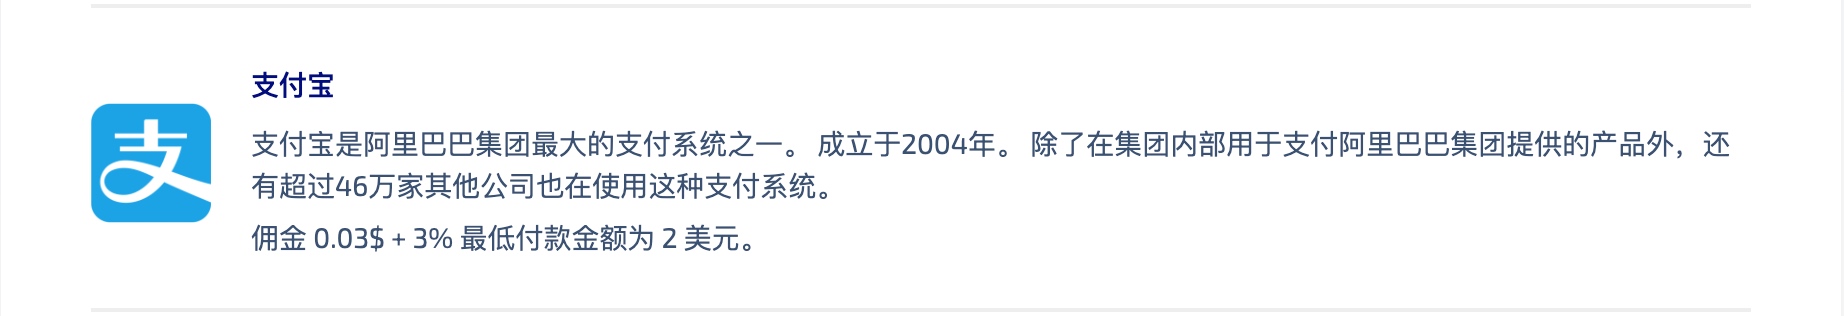 支付宝
支
支付宝是阿里巴巴集团最大的支付系统之一。 成立于2004年。 除了在集团内部用于支付阿里巴巴集团提供的产品外，还
有超过46万家其他公司也在使用这种支付系统。
佣金 0.03$ + 3% 最低付款金额为 2 美元。